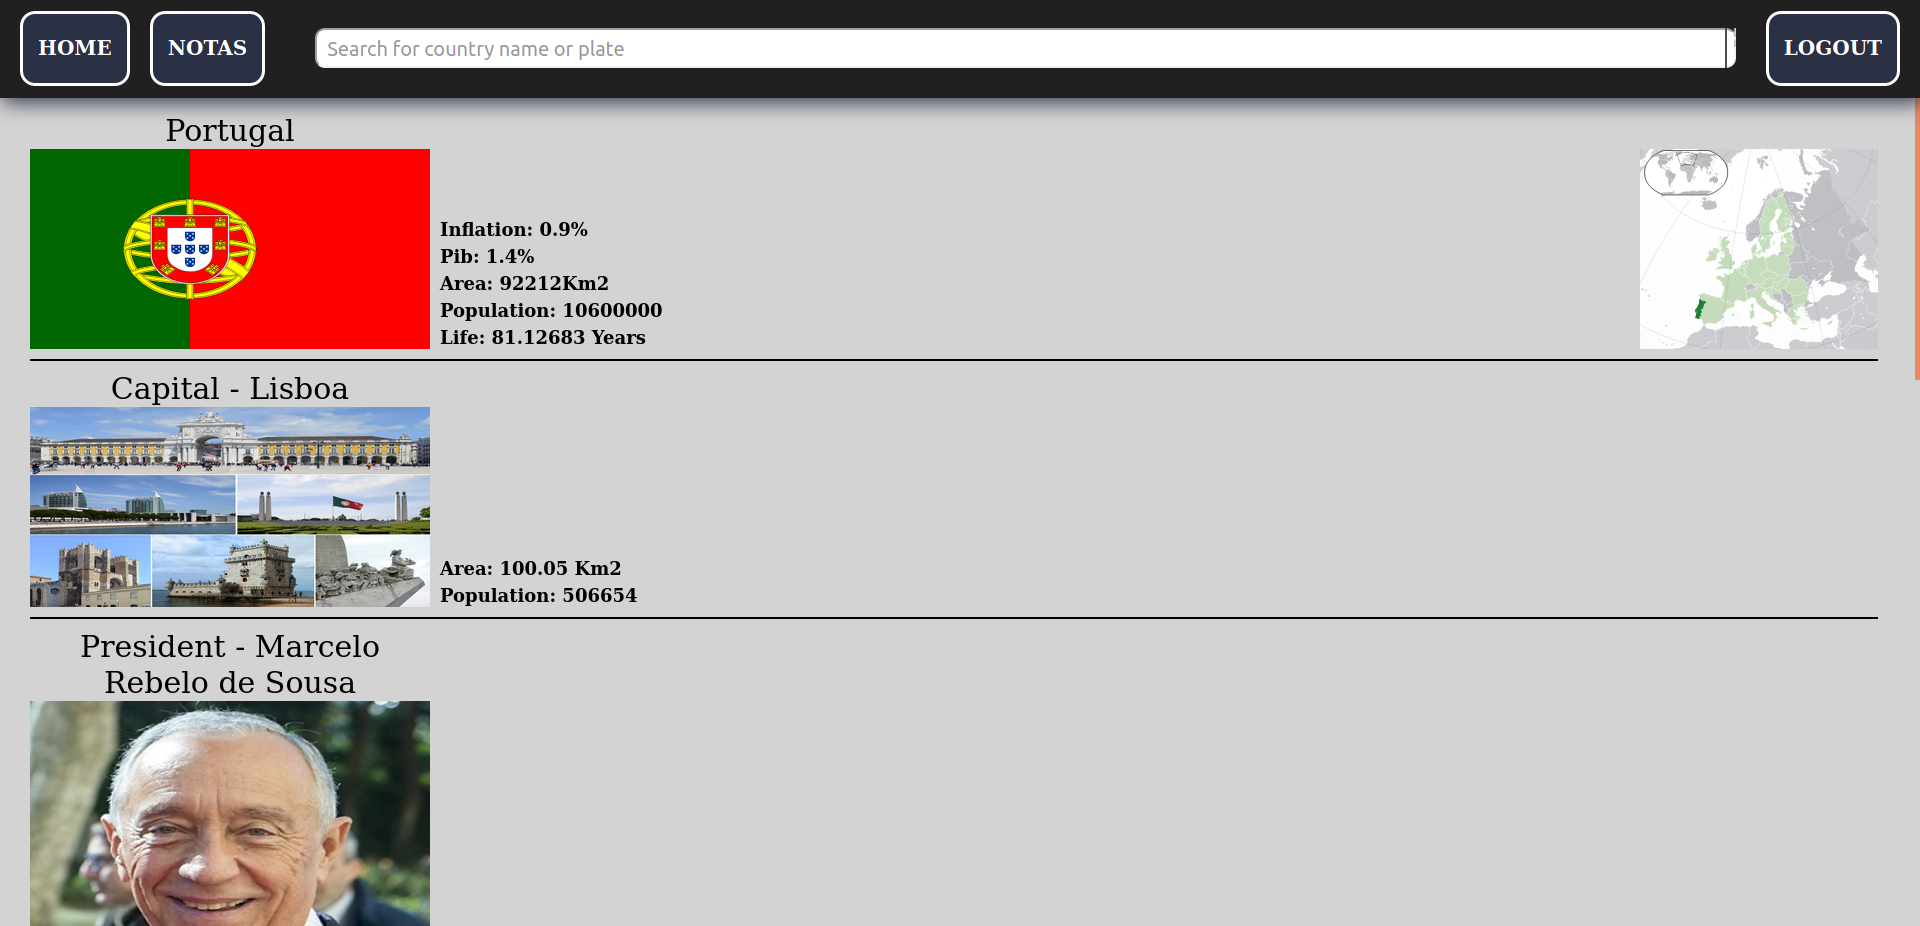 HOME
NOTAS
Search for country name or plate
LOGOUT
Portugal
Inflation: 0.9%
Pib: 1.4%
Area: 92212Km2
Population: 10600000
Life: 81.12683 Years
Capital - Lisboa
Area: 100.05 Km2
Population: 506654
President - Marcelo
Rebelo de Sousa